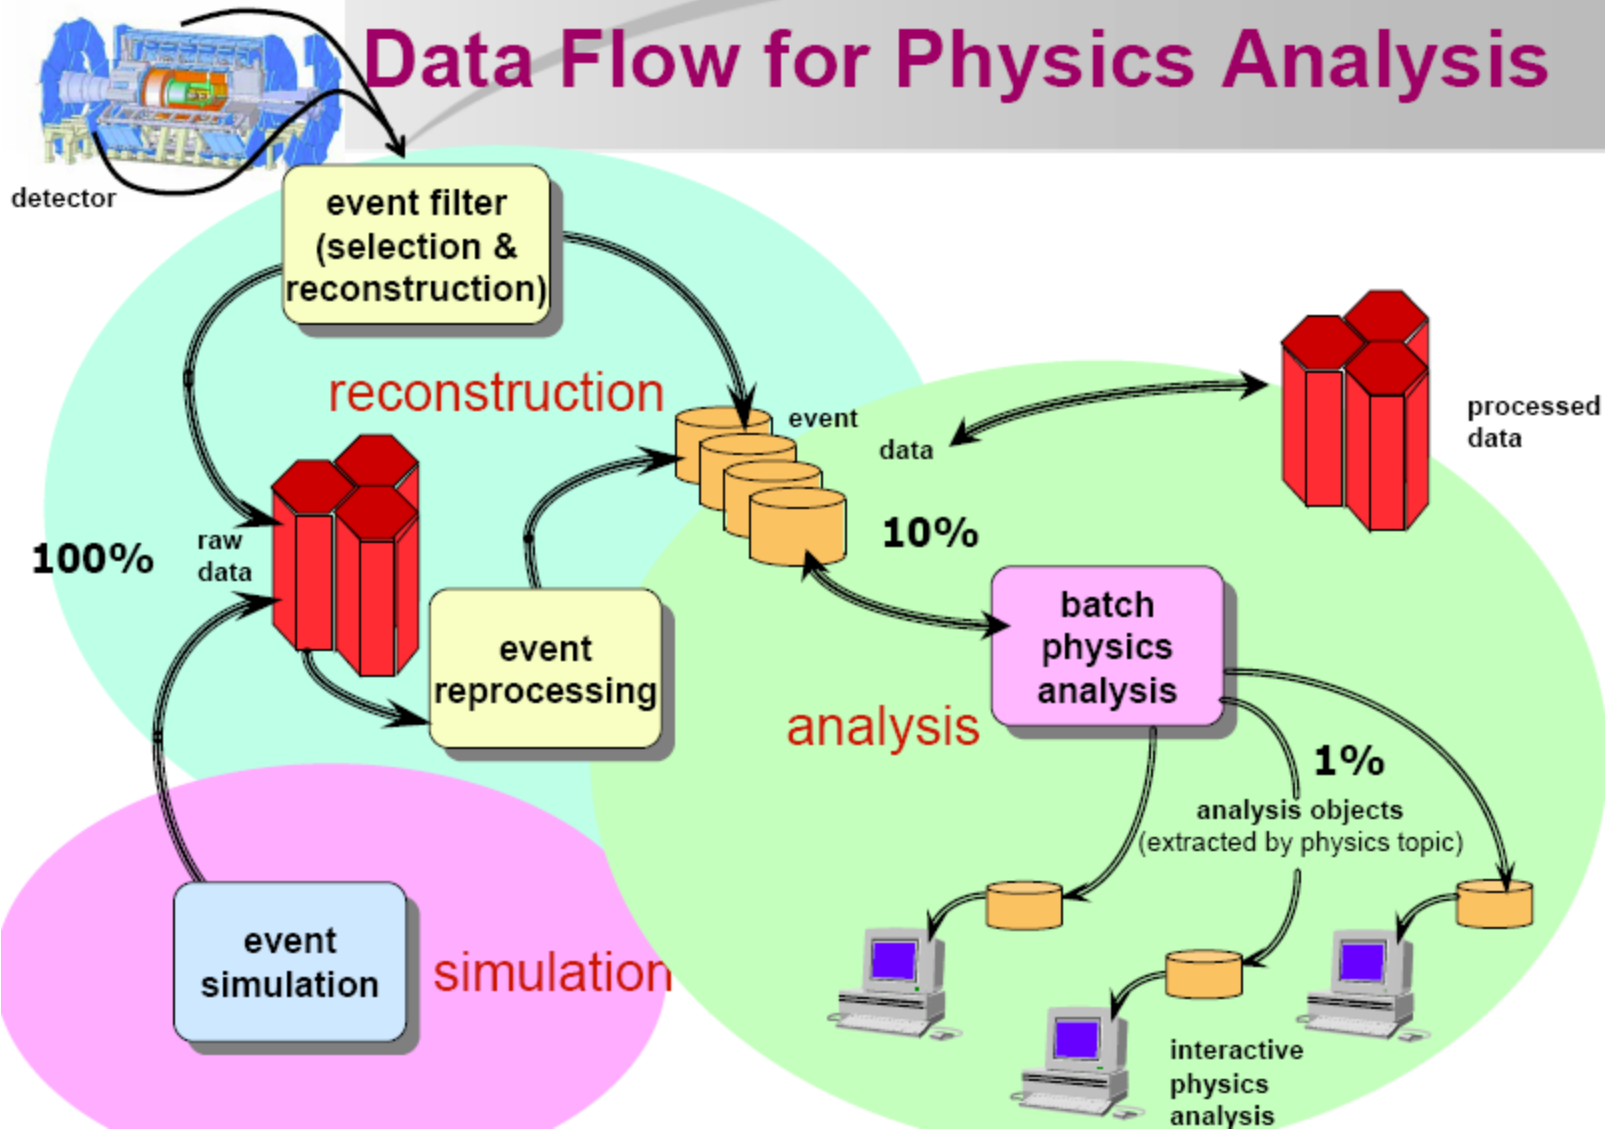 Data Flow for Physics Analysis
detector
event filter
(selection &
reconstruction)
reconstruction
event
data
processed
data
100%
raw
data
10%
event
reprocessing
batch
physics
analysis
analysis
1%
analysis objects
(extracted by physics topic)
event
simulation
simulation
interactive
physics
analysis